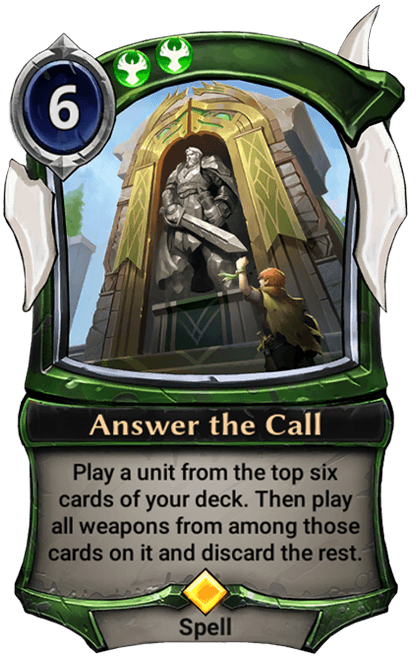 6
Answer the Call
Play a unit from the top six
cards of your deck. Then play
all weapons from among those
cards on it and discard the rest.
Spell